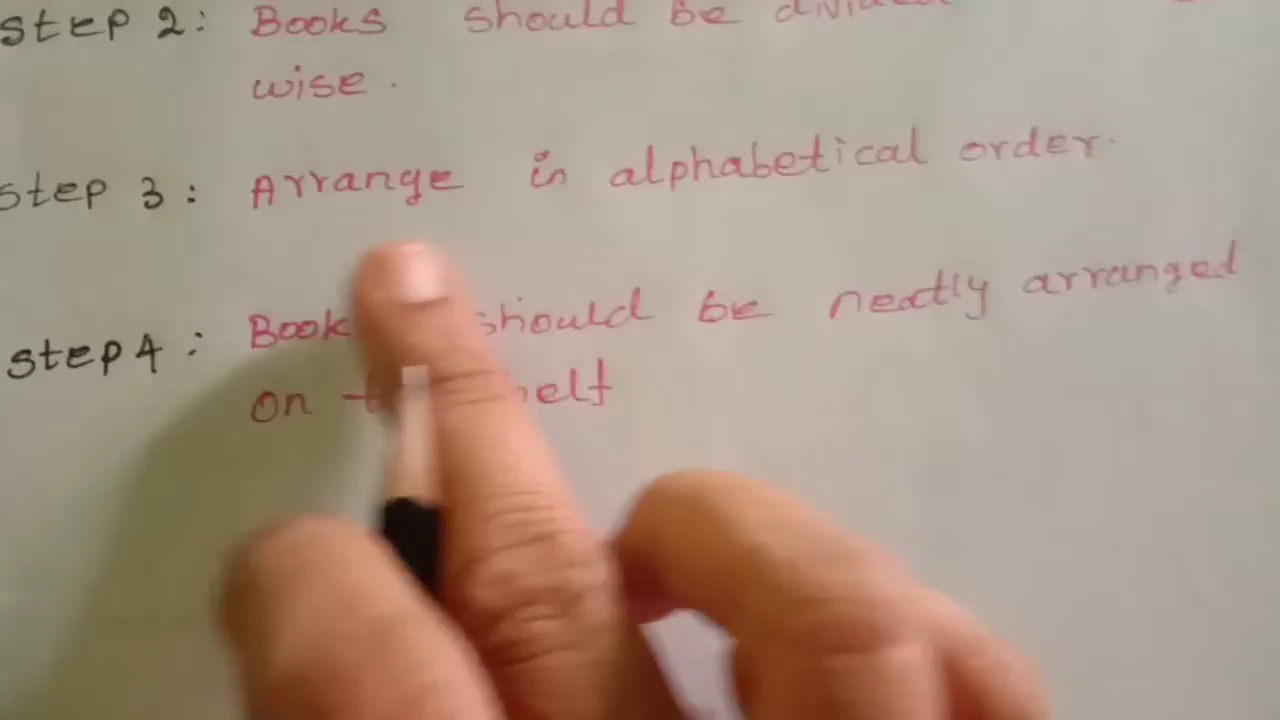 step 2: Books should be divided
wise.
step 3: Arrange in alphabetical order.
step 4: Book should be neatly arranged
on